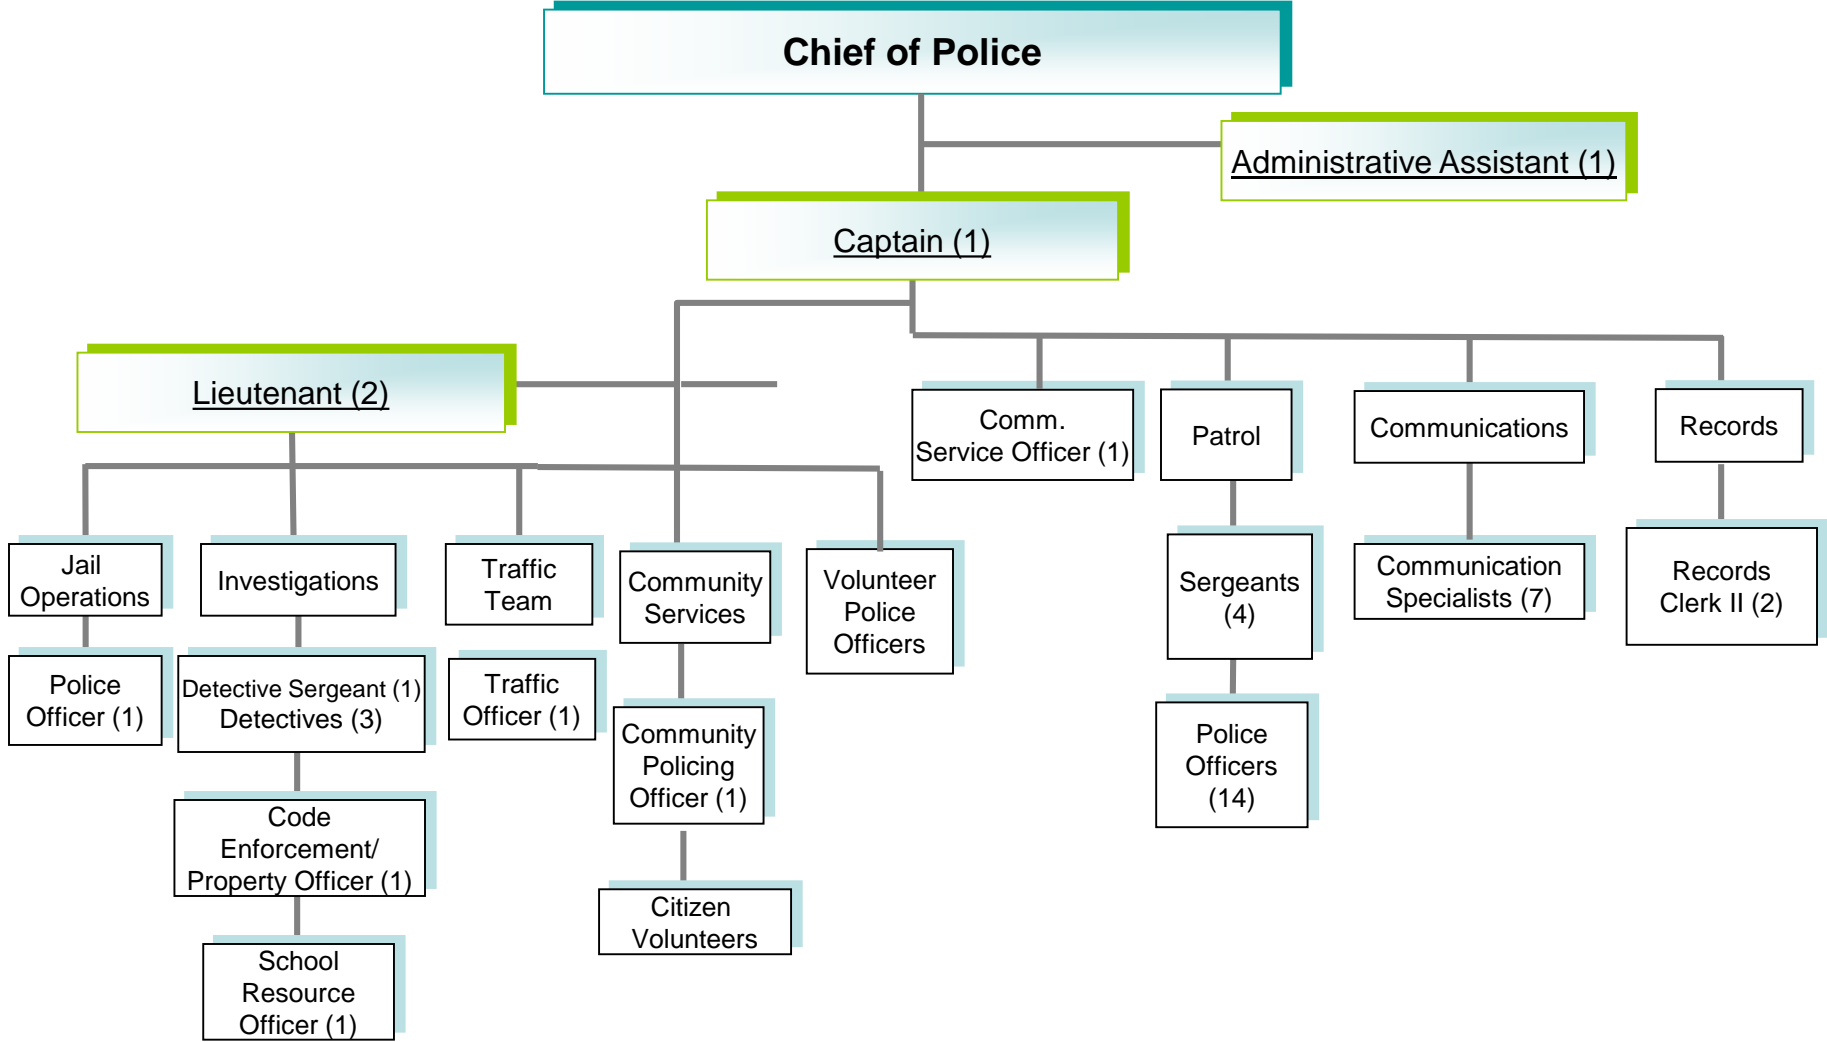 Chief of Police
Administrative Assistant (1)
Captain (1)
Lieutenant (2)
Comm.
Service Officer (1)
Patrol
Communications
Records
Jail
Operations
Investigations
Traffic
Team
Community
Services
Volunteer
Police
Officers
Sergeants
(4)
Communication
Specialists (7)
Records
Clerk II (2)
Police
Officer (1)
Detective Sergeant (1)
Detectives (3)
Traffic
Officer (1)
Community
Policing
Officer (1)
Police
Officers
(14)
Code
Enforcement/
Property Officer (1)
Citizen
Volunteers
School
Resource
Officer (1)